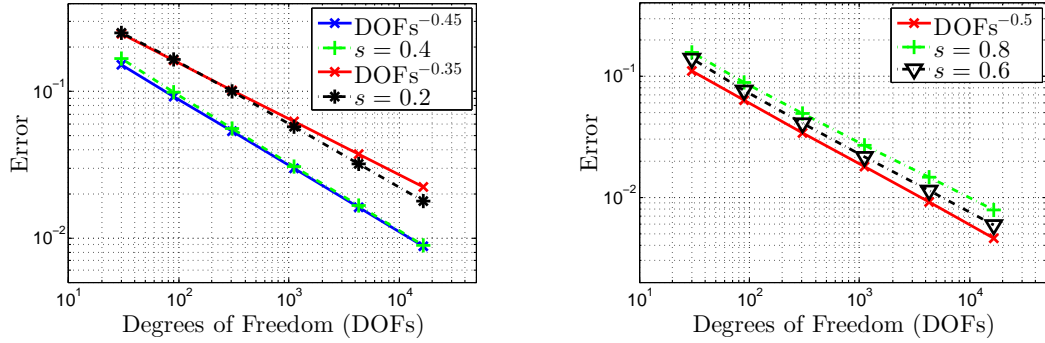 DOFs^−0.45
s = 0.4
DOFs^−0.35
s = 0.2
10^−1
10^−2
Error
10^1 10^2 10^3 10^4
Degrees of Freedom (DOFs)
DOFs^−0.5
s = 0.8
s = 0.6
10^−1
10^−2
Error
10^1 10^2 10^3 10^4
Degrees of Freedom (DOFs)